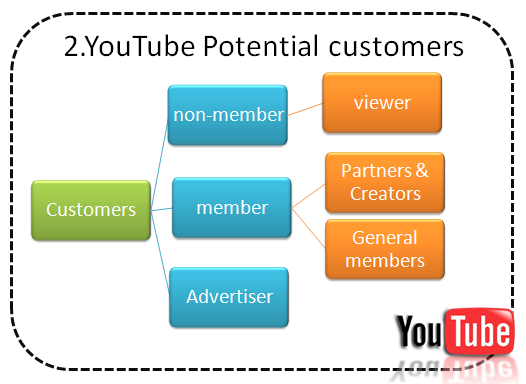 2.YouTube Potential customers
non-member
viewer
Customers
member
Partners &
Creators
General
members
Advertiser
YouTube